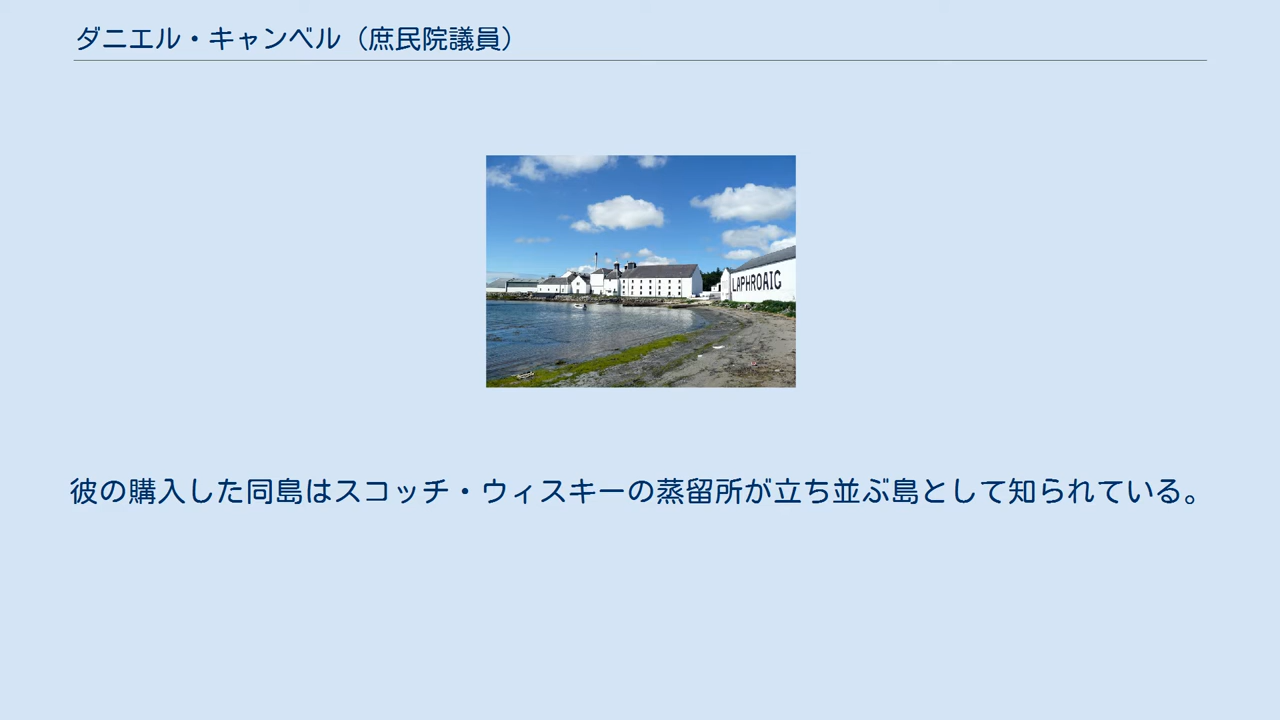 ダニエル・キャンベル（庶民院議員）
LAPHROAIG
彼の購入した同島はスコッチ・ウィスキーの蒸留所が立ち並ぶ島として知られている。